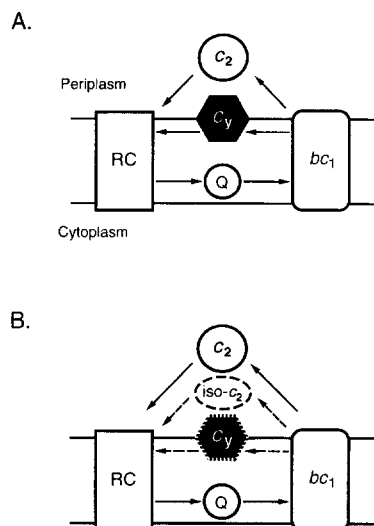 A.
c₂
Periplasm
Cy
RC
bc₁
Q
Cytoplasm
B.
c₂
iso-c₂
Cy
RC
bc₁
Q